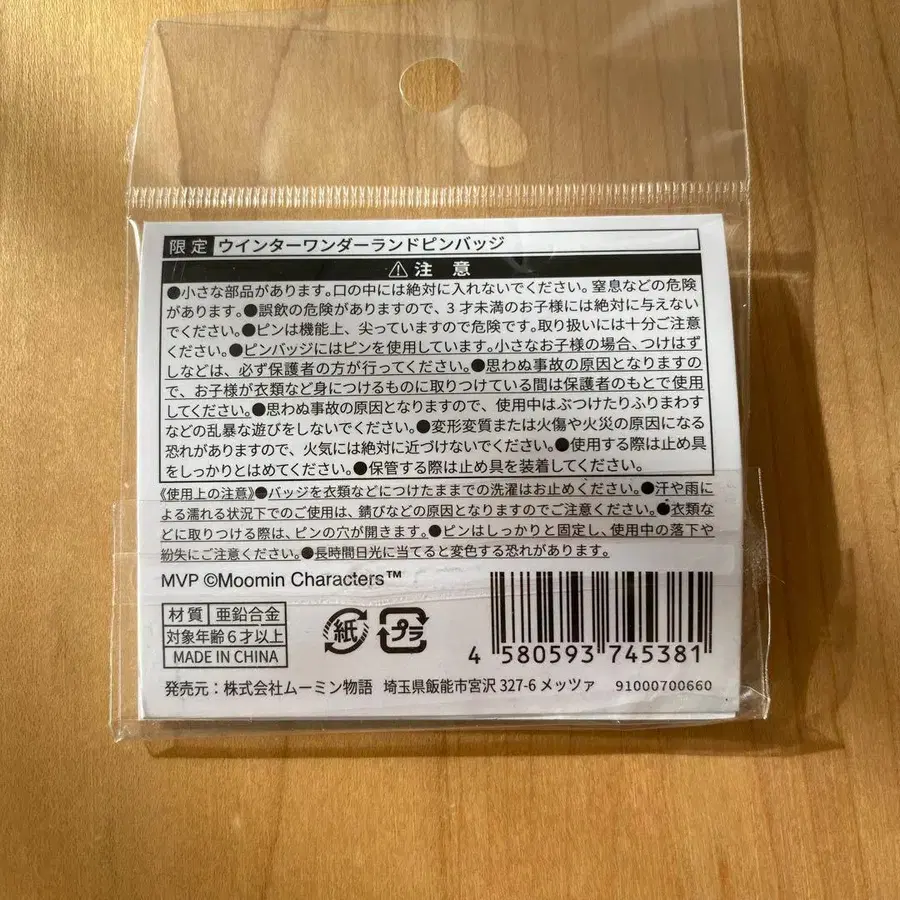 限定 ウインターワンダーランドピンバッジ
⚠注 意
●小さな部品があります。口の中には絶対に入れないでください。窒息などの危険
があります。●誤飲の危険がありますので、3才未満のお子様には絶対に与えない
でください。●ピンは機能上、尖っていますので危険です。取り扱いには十分ご注意
ください。●ピンバッジにはピンを使用しています。小さなお子様の場合、つけはず
しなどは、必ず保護者の方が行ってください。●思わぬ事故の原因となりますの
で、お子様が衣類など身につけるものに取りつけている間は保護者のもとで使用
してください。●思わぬ事故の原因となりますので、使用中はぶつけたりふりまわす
などの乱暴な遊びをしないでください。●変形変質または火傷や火災の原因になる
恐れがありますので、火気には絶対に近づけないでください。●使用する際は止め具
をしっかりとはめてください。●保管する際は止め具を装着してください。
《使用上の注意》●バッジを衣類などにつけたままでの洗濯はお止めください。●汗や雨に
よる濡れる状況下でのご使用は、錆びなどの原因となりますのでご注意下さい。●衣類な
どに取りつける際は、ピンの穴が開きます。●ピンはしっかりと固定し、使用中の落下や
紛失にご注意ください。●長時間日光に当てると変色する恐れがあります。
MVP ©Moomin Characters™
材質 亜鉛合金
対象年齢6才以上
MADE IN CHINA
紙 プラ
4 580593 745381
発売元：株式会社ムーミン物語 埼玉県飯能市宮沢327-6メッツァ 91000700660